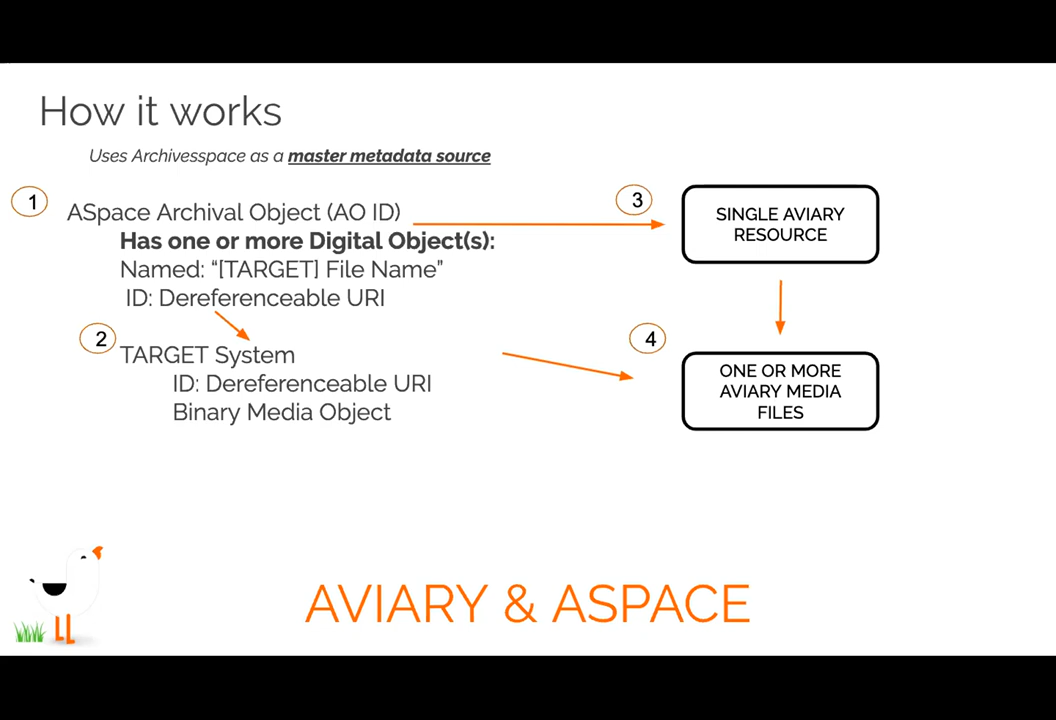 How it works
Uses Archivesspace as a master metadata source
1
ASpace Archival Object (AO ID)
Has one or more Digital Object(s):
Named: “[TARGET] File Name”
ID: Dereferenceable URI
2
TARGET System
ID: Dereferenceable URI
Binary Media Object
3
SINGLE AVIARY
RESOURCE
4
ONE OR MORE
AVIARY MEDIA
FILES
AVIARY & ASPACE